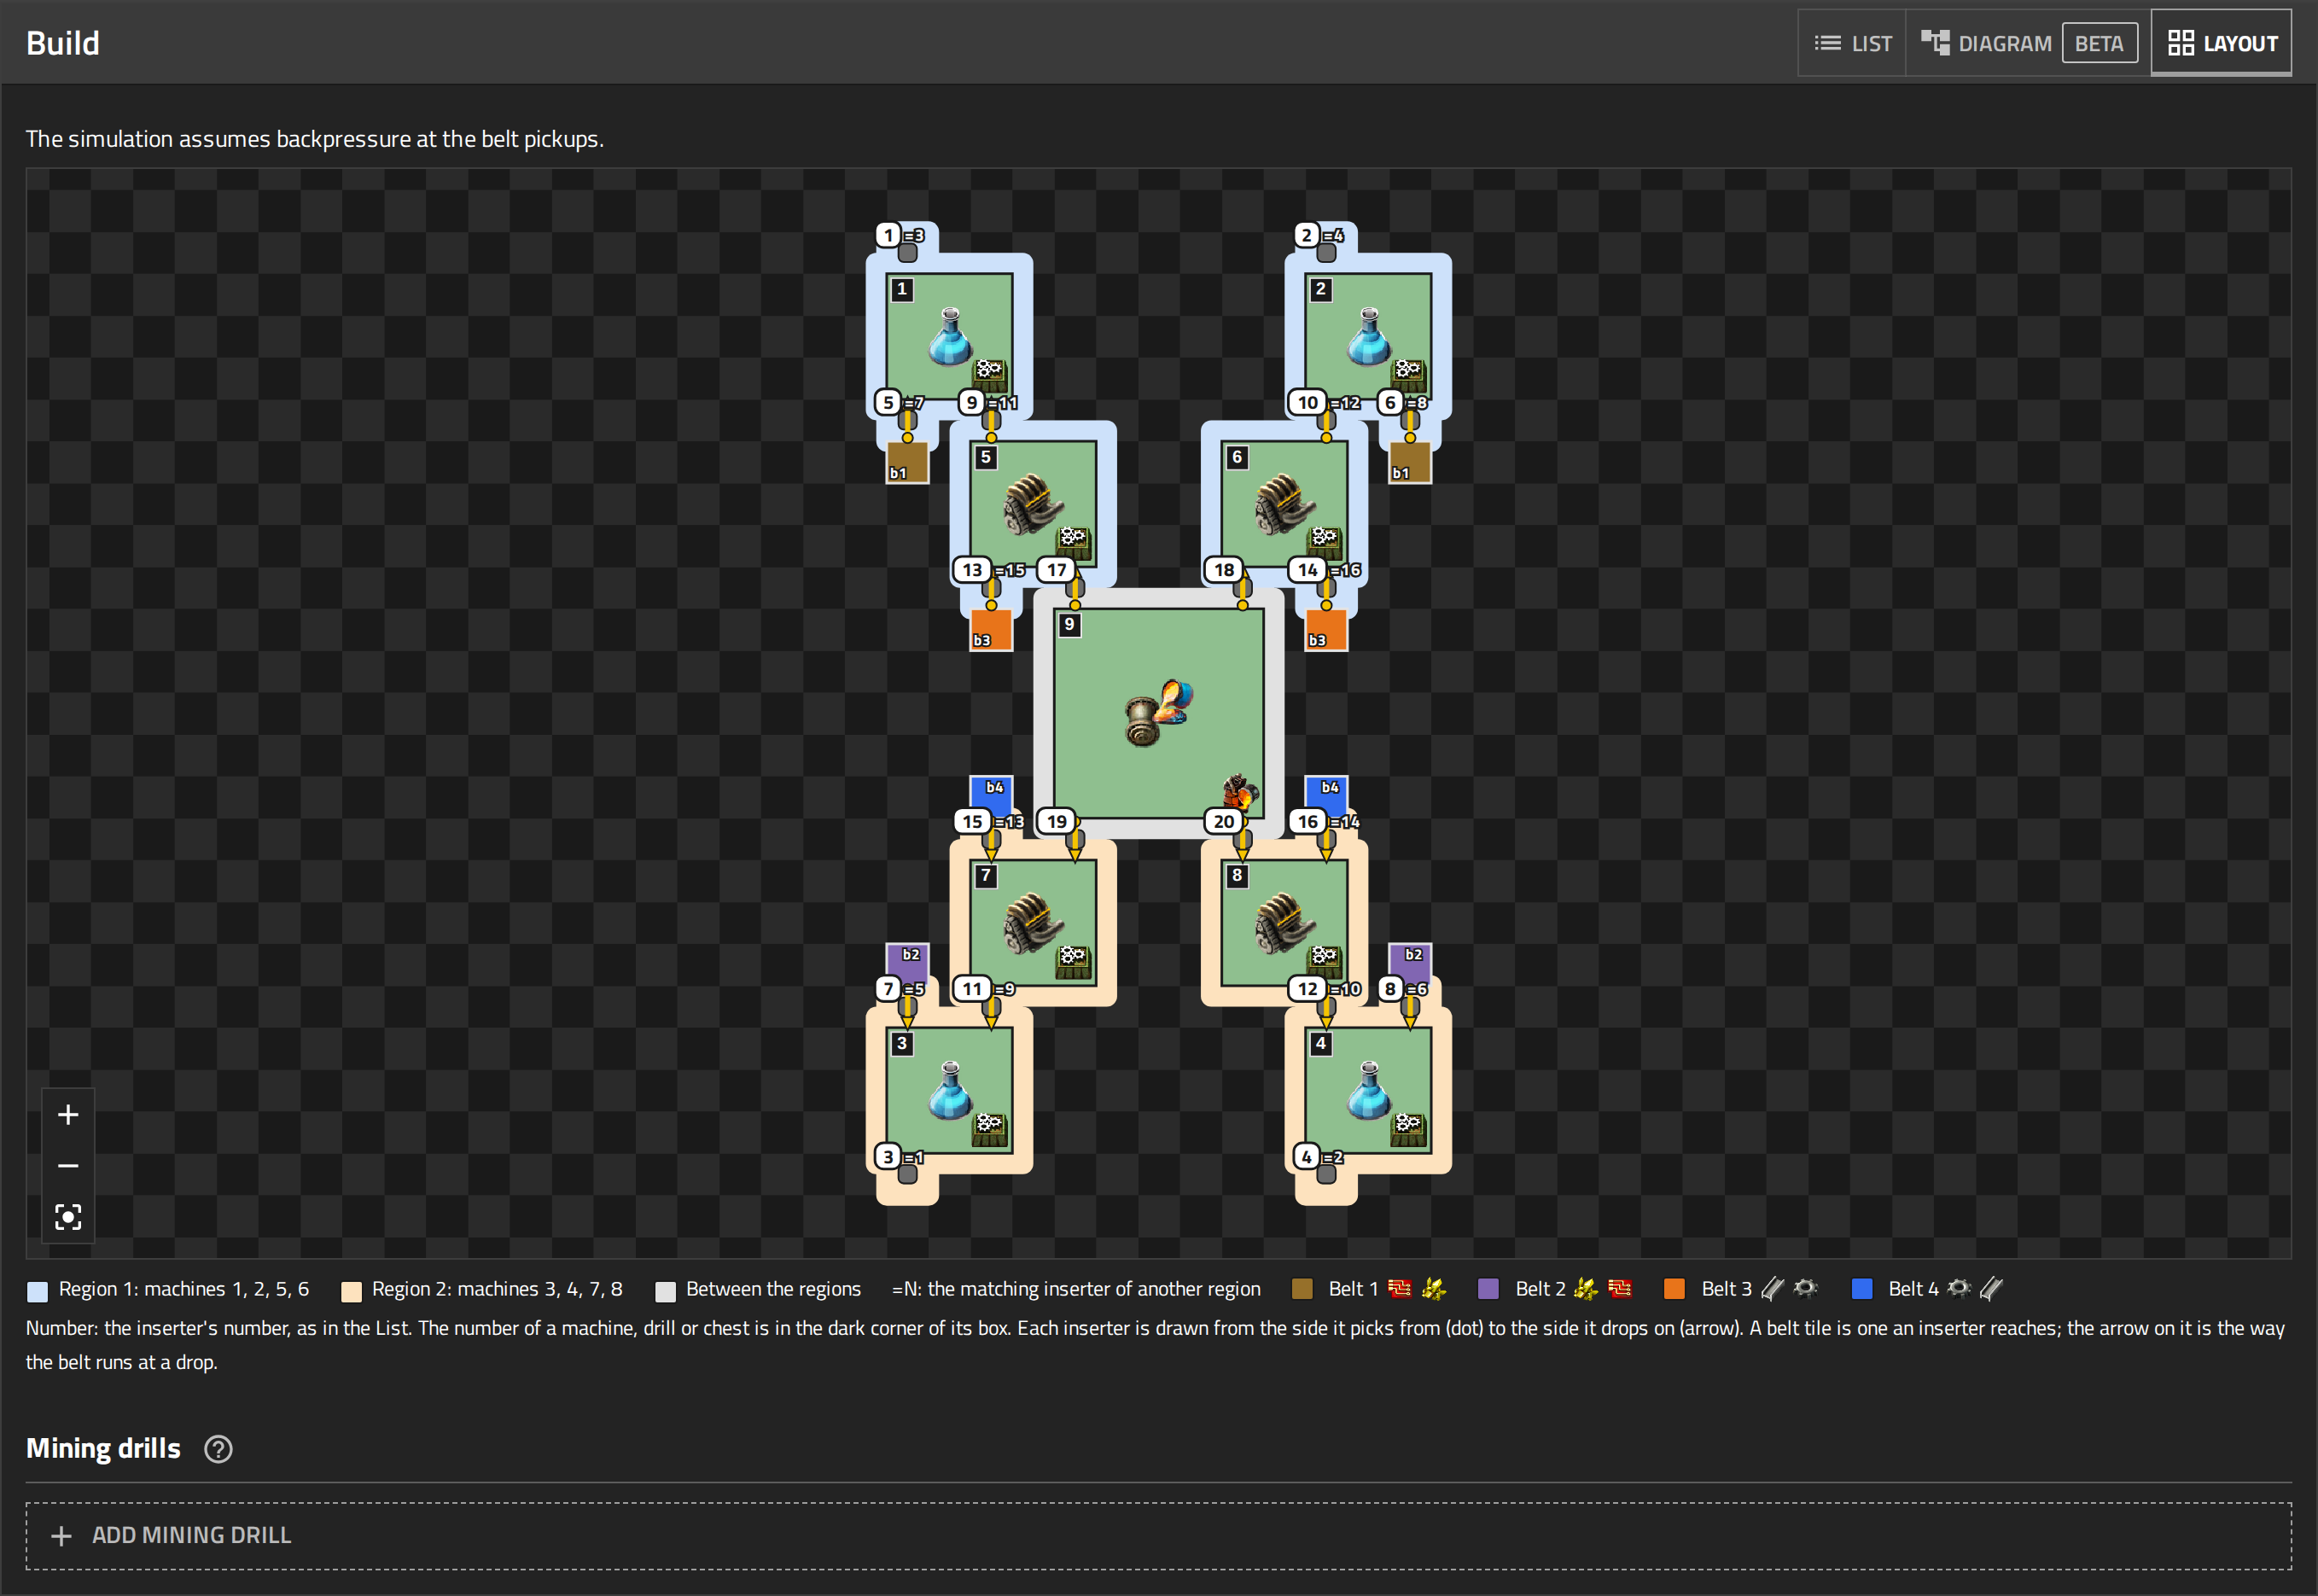 Build
LIST
DIAGRAM BETA
LAYOUT
The simulation assumes backpressure at the belt pickups.
1 =3
2 =4
1
2
5 =7
9 =11
10 =12
6 =8
b1
5
6
b1
13 =15
17
18
14 =16
b3
9
b3
b4
b4
15 =13
19
20
16 =14
7
8
b2
b2
7 =5
11 =9
12 =10
8 =6
3
4
3 =1
4 =2
Region 1: machines 1, 2, 5, 6
Region 2: machines 3, 4, 7, 8
Between the regions
=N: the matching inserter of another region
Belt 1
Belt 2
Belt 3
Belt 4
Number: the inserter's number, as in the List. The number of a machine, drill or chest is in the dark corner of its box. Each inserter is drawn from the side it picks from (dot) to the side it drops on (arrow). A belt tile is one an inserter reaches; the arrow on it is the way
the belt runs at a drop.
Mining drills ?
+ ADD MINING DRILL